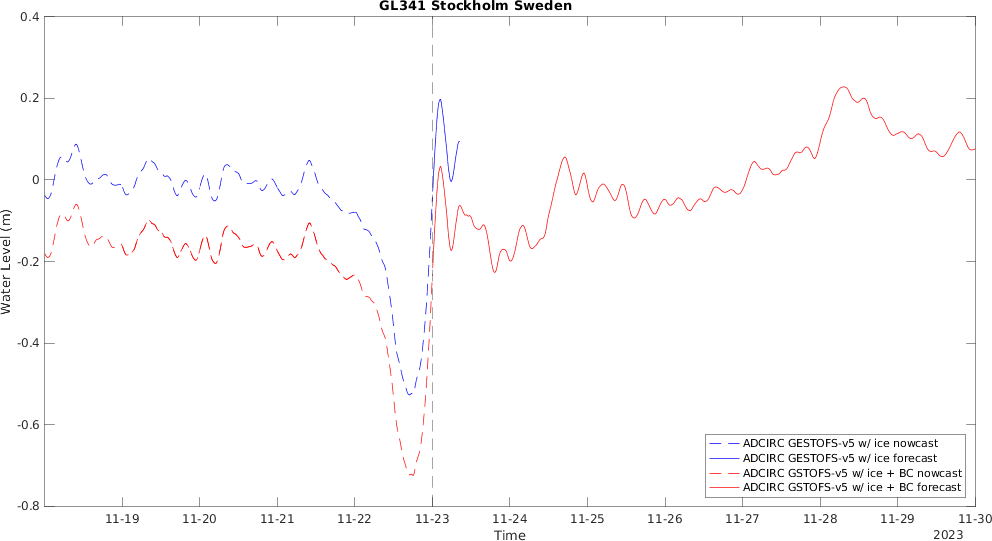 GL341 Stockholm Sweden
0.4
0.2
0
-0.2
-0.4
-0.6
-0.8
Water Level (m)
ADCIRC GESTOFS-v5 w/ ice nowcast
ADCIRC GESTOFS-v5 w/ ice forecast
ADCIRC GSTOFS-v5 w/ ice + BC nowcast
ADCIRC GSTOFS-v5 w/ ice + BC forecast
11-19 11-20 11-21 11-22 11-23 11-24 11-25 11-26 11-27 11-28 11-29 11-30
Time
2023